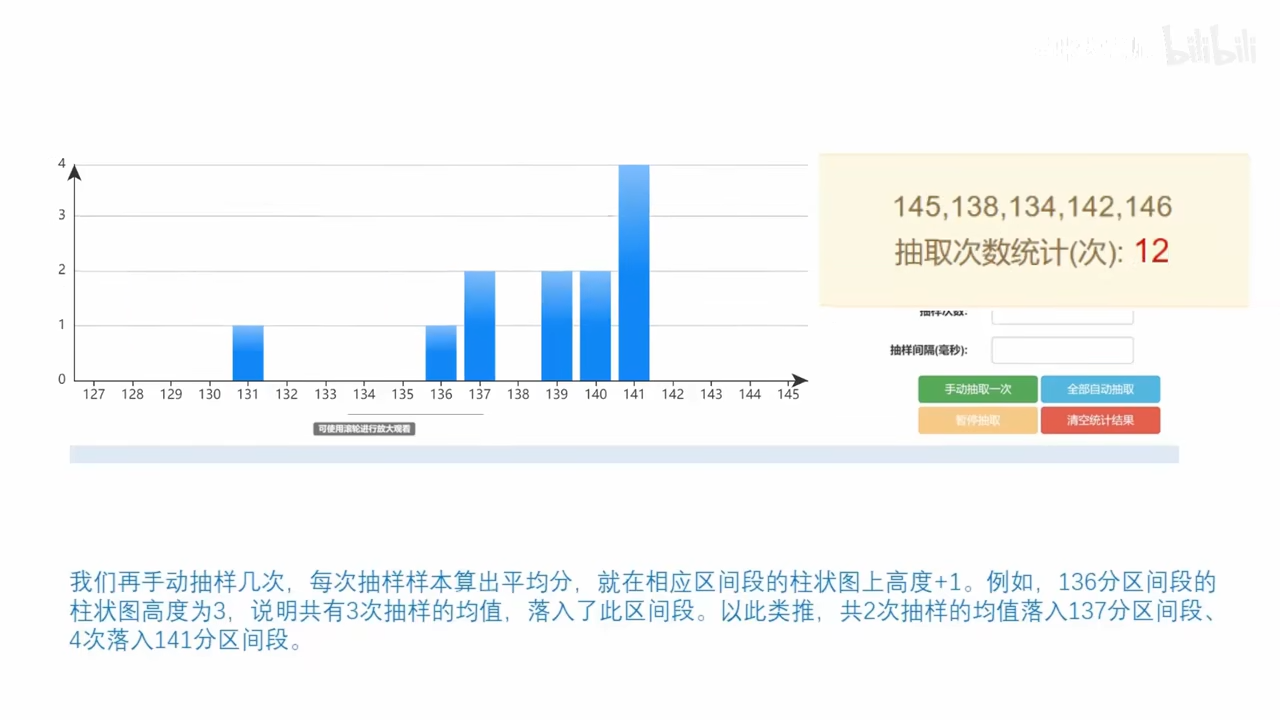 bilibili
4
3
2
1
0
127 128 129 130 131 132 133 134 135 136 137 138 139 140 141 142 143 144 145
可使用滚轮进行放大观看
145,138,134,142,146
抽取次数统计(次): 12
抽样次数:
抽样间隔(毫秒):
手动抽取一次 全部自动抽取
暂停抽取 清空统计结果
我们再手动抽样几次，每次抽样样本算出平均分，就在相应区间段的柱状图上高度+1。例如，136分区间段的
柱状图高度为3，说明共有3次抽样的均值，落入了此区间段。以此类推，共2次抽样的均值落入137分区间段、
4次落入141分区间段。